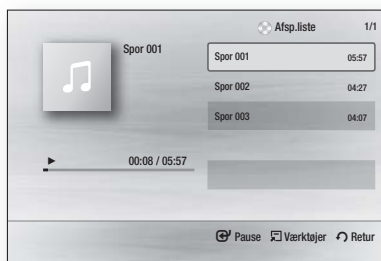 Afsp.liste 1/1
Spor 001
Spor 001 05:57
Spor 002 04:27
Spor 003 04:07
00:08 / 05:57
Pause Værktøjer Retur